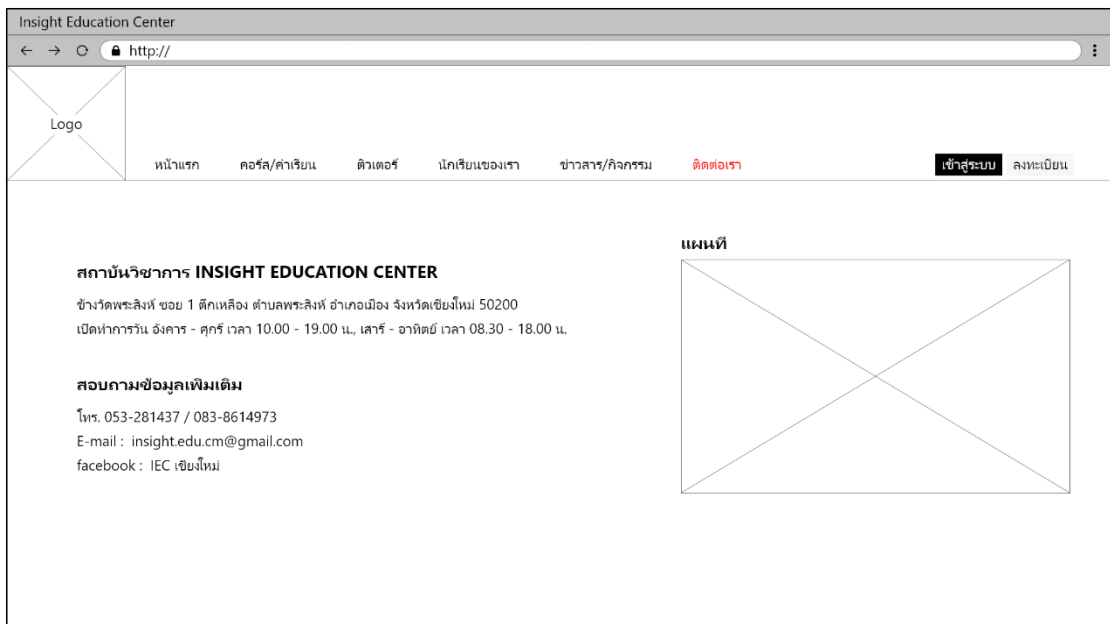 Insight Education Center
http://
Logo
หน้าแรก คอร์ส/ค่าเรียน ติวเตอร์ นักเรียนของเรา ข่าวสาร/กิจกรรม ติดต่อเรา เข้าสู่ระบบ ลงทะเบียน
แผนที่
สถาบันวิชาการ INSIGHT EDUCATION CENTER
ข้างวัดพระสิงห์ ซอย 1 ตึกเหลือง ตำบลพระสิงห์ อำเภอเมือง จังหวัดเชียงใหม่ 50200
เปิดทำการวัน อังคาร - ศุกร์ เวลา 10.00 - 19.00 น., เสาร์ - อาทิตย์ เวลา 08.30 - 18.00 น.
สอบถามข้อมูลเพิ่มเติม
โทร. 053-281437 / 083-8614973
E-mail : insight.edu.cm@gmail.com
facebook : IEC เชียงใหม่